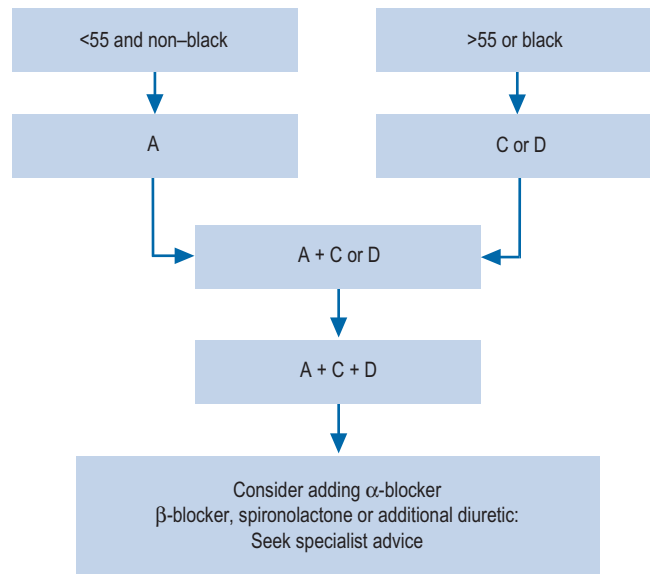 <55 and non–black
>55 or black
A
C or D
A + C or D
A + C + D
Consider adding α-blocker
β-blocker, spironolactone or additional diuretic:
Seek specialist advice